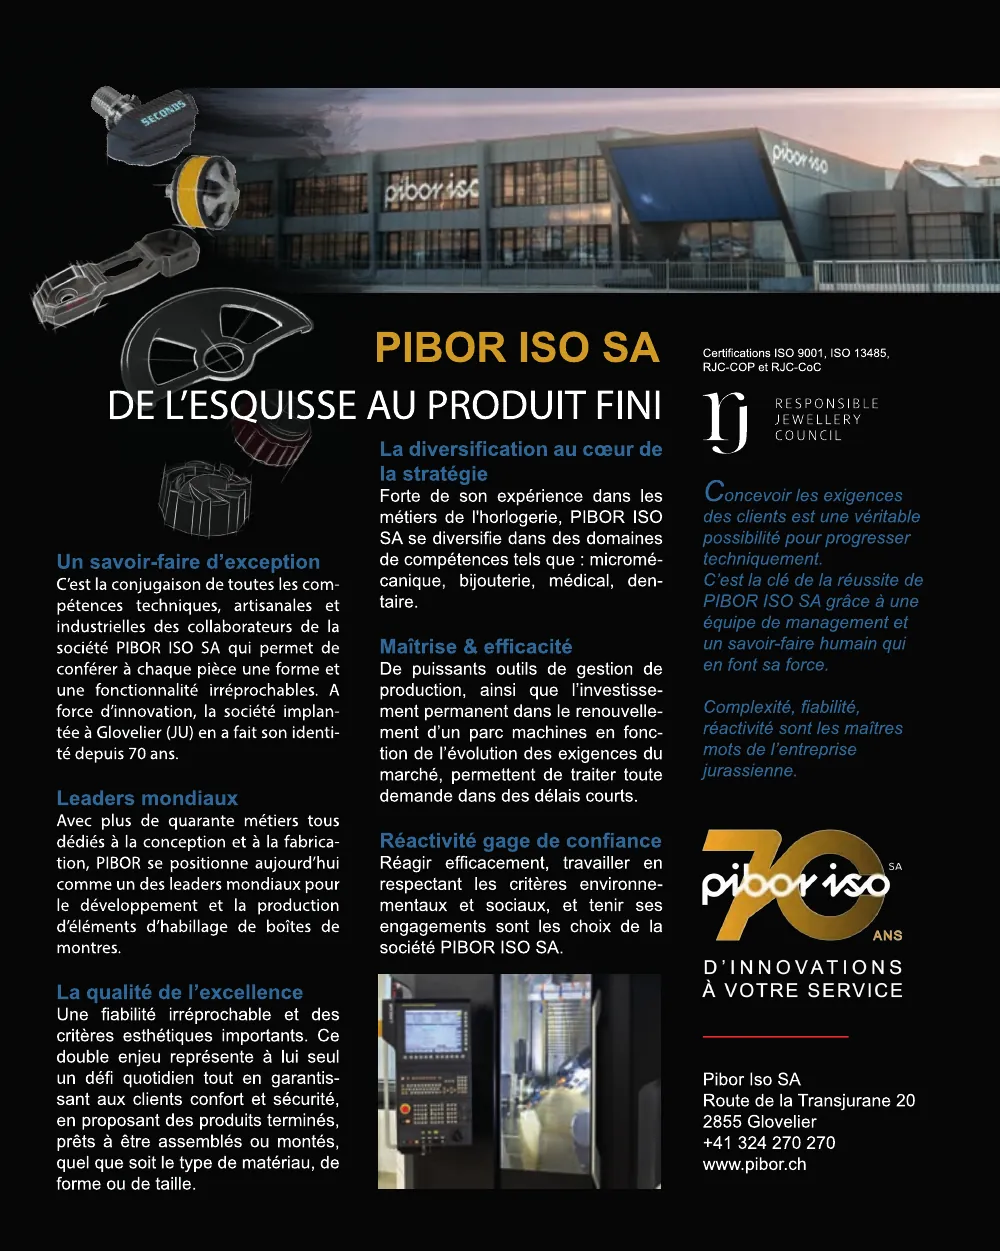 SECONDS
pibor iso
pibor iso
PIBOR ISO SA
DE L’ESQUISSE AU PRODUIT FINI
Un savoir-faire d’exception
C’est la conjugaison de toutes les com-
pétences techniques, artisanales et
industrielles des collaborateurs de la
société PIBOR ISO SA qui permet de
conférer à chaque pièce une forme et
une fonctionnalité irréprochables. A
force d’innovation, la société implan-
tée à Glovelier (JU) en a fait son identi-
té depuis 70 ans.
Leaders mondiaux
Avec plus de quarante métiers tous
dédiés à la conception et à la fabrica-
tion, PIBOR se positionne aujourd’hui
comme un des leaders mondiaux pour
le développement et la production
d’éléments d’habillage de boîtes de
montres.
La qualité de l’excellence
Une fiabilité irréprochable et des
critères esthétiques importants. Ce
double enjeu représente à lui seul
un défi quotidien tout en garantis-
sant aux clients confort et sécurité,
en proposant des produits terminés,
prêts à être assemblés ou montés,
quel que soit le type de matériau, de
forme ou de taille.
La diversification au cœur de
la stratégie
Forte de son expérience dans les
métiers de l'horlogerie, PIBOR ISO
SA se diversifie dans des domaines
de compétences tels que : micromé-
canique, bijouterie, médical, den-
taire.
Maîtrise & efficacité
De puissants outils de gestion de
production, ainsi que l’investisse-
ment permanent dans le renouvelle-
ment d’un parc machines en fonc-
tion de l’évolution des exigences du
marché, permettent de traiter toute
demande dans des délais courts.
Réactivité gage de confiance
Réagir efficacement, travailler en
respectant les critères environne-
mentaux et sociaux, et tenir ses
engagements sont les choix de la
société PIBOR ISO SA.
Certifications ISO 9001, ISO 13485,
RJC-COP et RJC-CoC
rj
RESPONSIBLE
JEWELLERY
COUNCIL
Concevoir les exigences
des clients est une véritable
possibilité pour progresser
techniquement.
C’est la clé de la réussite de
PIBOR ISO SA grâce à une
équipe de management et
un savoir-faire humain qui
en font sa force.
Complexité, fiabilité,
réactivité sont les maîtres
mots de l’entreprise
jurassienne.
70
pibor iso SA
ANS
D’INNOVATIONS
À VOTRE SERVICE
Pibor Iso SA
Route de la Transjurane 20
2855 Glovelier
+41 324 270 270
www.pibor.ch